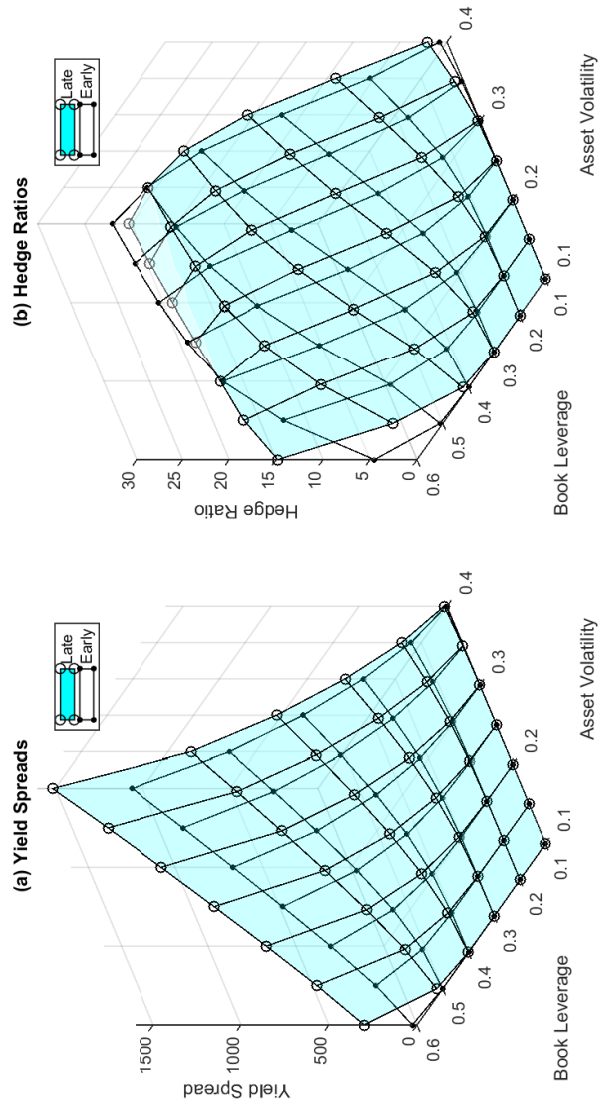 (a) Yield Spreads
Late
Early
Yield Spread
1500
1000
500
0
0.6
0.5
0.4
0.3
0.2
0.1
Book Leverage
0.1
0.2
0.3
0.4
Asset Volatility
(b) Hedge Ratios
Late
Early
Hedge Ratio
30
25
20
15
10
5
0
0.6
0.5
0.4
0.3
0.2
0.1
Book Leverage
0.1
0.2
0.3
0.4
Asset Volatility